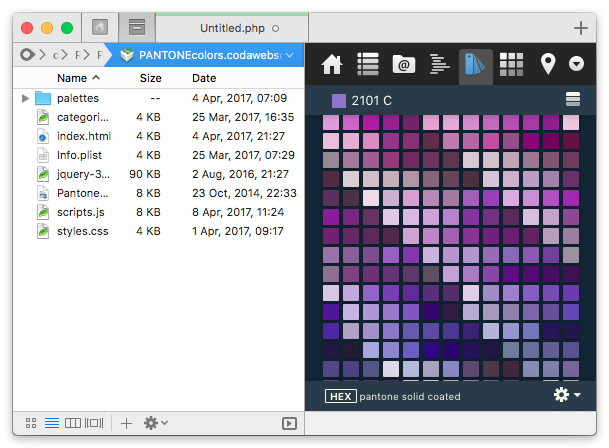 Untitled.php
PANTONEcolors.codawebsc
Name Size Date
palettes -- 4 Apr, 2017, 07:09
categori... 4 KB 25 Mar, 2017, 16:35
index.html 4 KB 4 Apr, 2017, 21:27
Info.plist 4 KB 25 Mar, 2017, 07:29
jquery-3... 90 KB 2 Aug, 2016, 21:27
Pantone... 8 KB 23 Oct, 2014, 22:33
scripts.js 8 KB 8 Apr, 2017, 11:24
styles.css 4 KB 1 Apr, 2017, 09:17
2101 C
HEX pantone solid coated